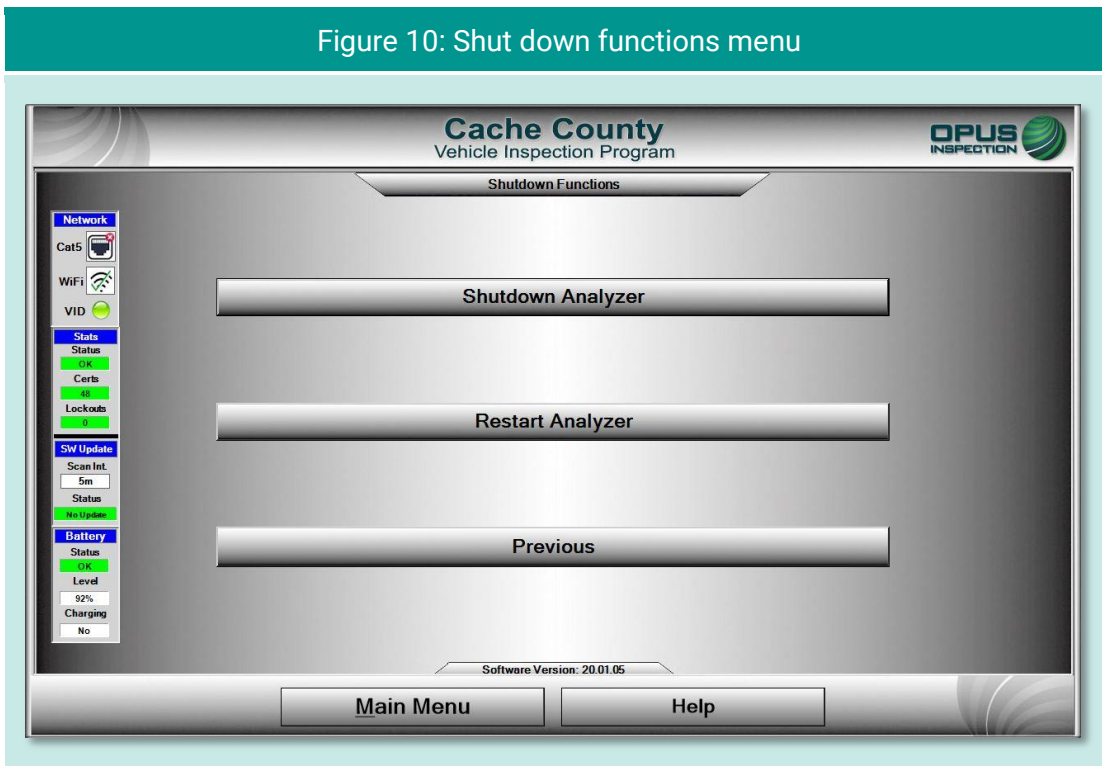 Figure 10: Shut down functions menu
Cache County
Vehicle Inspection Program
OPUS
INSPECTION
Shutdown Functions
Network
Cat5
WiFi
VID
Stats
Status
OK
Certs
48
Lockouts
0
SW Update
Scan Int.
5m
Status
No Update
Battery
Status
OK
Level
92%
Charging
No
Shutdown Analyzer
Restart Analyzer
Previous
Software Version: 20.01.05
Main Menu
Help